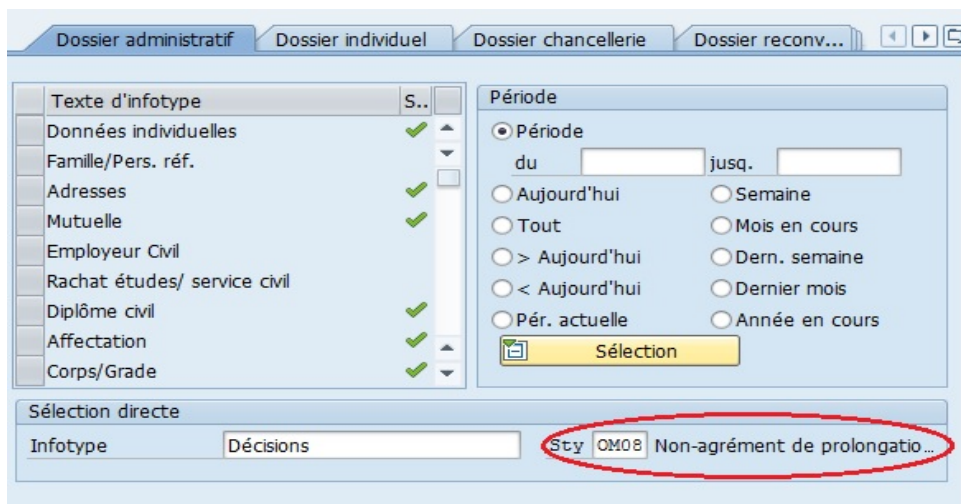 Dossier administratif Dossier individuel Dossier chancellerie Dossier reconv...
Texte d'infotype S..
Données individuelles
Famille/Pers. réf.
Adresses
Mutuelle
Employeur Civil
Rachat études/ service civil
Diplôme civil
Affectation
Corps/Grade
Période
Période
du jusq.
Aujourd'hui Semaine
Tout Mois en cours
> Aujourd'hui Dern. semaine
< Aujourd'hui Dernier mois
Pér. actuelle Année en cours
Sélection
Sélection directe
Infotype Décisions Sty OM08 Non-agrément de prolongatio…